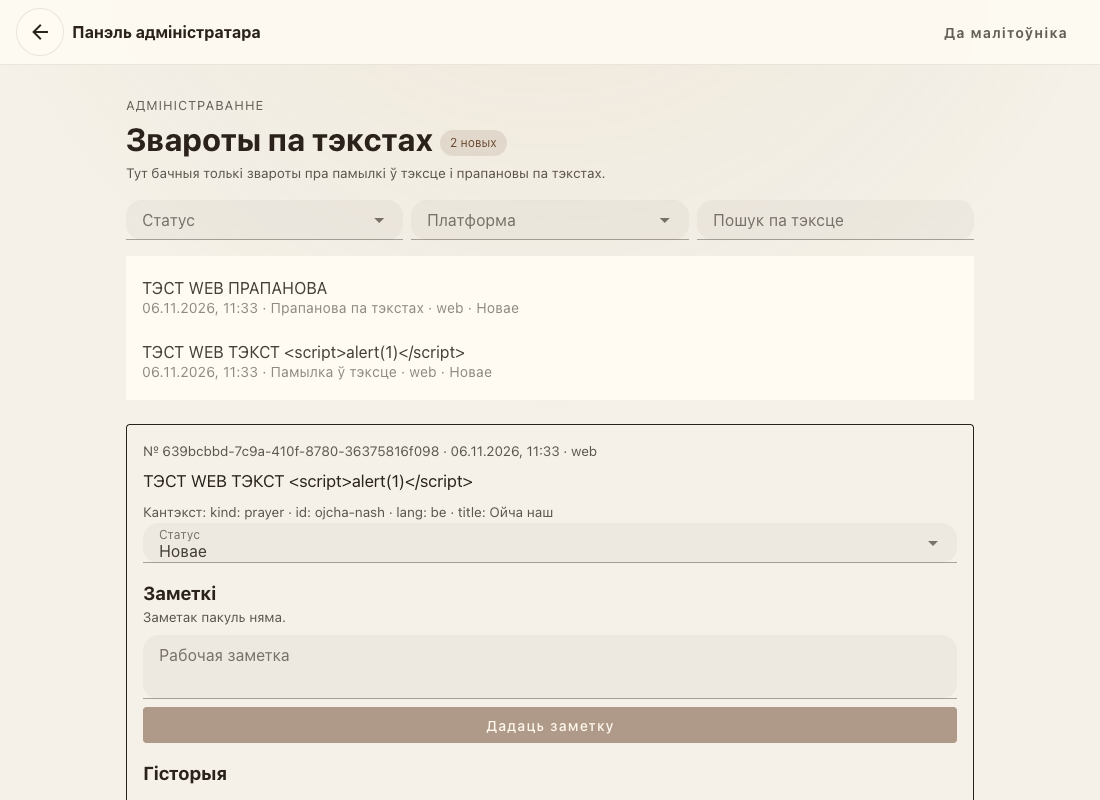 Панэль адміністратара
Да малітоўніка
АДМІНІСТРАВАННЕ
Звароты па тэкстах 2 новых
Тут бачныя толькі звароты пра памылкі ў тэксце і прапановы па тэкстах.
Статус Платформа Пошук па тэксце
ТЭСТ WEB ПРАПАНОВА
06.11.2026, 11:33 · Прапанова па тэкстах · web · Новае
ТЭСТ WEB ТЭКСТ <script>alert(1)</script>
06.11.2026, 11:33 · Памылка ў тэксце · web · Новае
№ 639bcbbd-7c9a-410f-8780-36375816f098 · 06.11.2026, 11:33 · web
ТЭСТ WEB ТЭКСТ <script>alert(1)</script>
Кантэкст: kind: prayer · id: ojcha-nash · lang: be · title: Ойча наш
Статус
Новае
Заметкі
Заметак пакуль няма.
Рабочая заметка
Дадаць заметку
Гісторыя